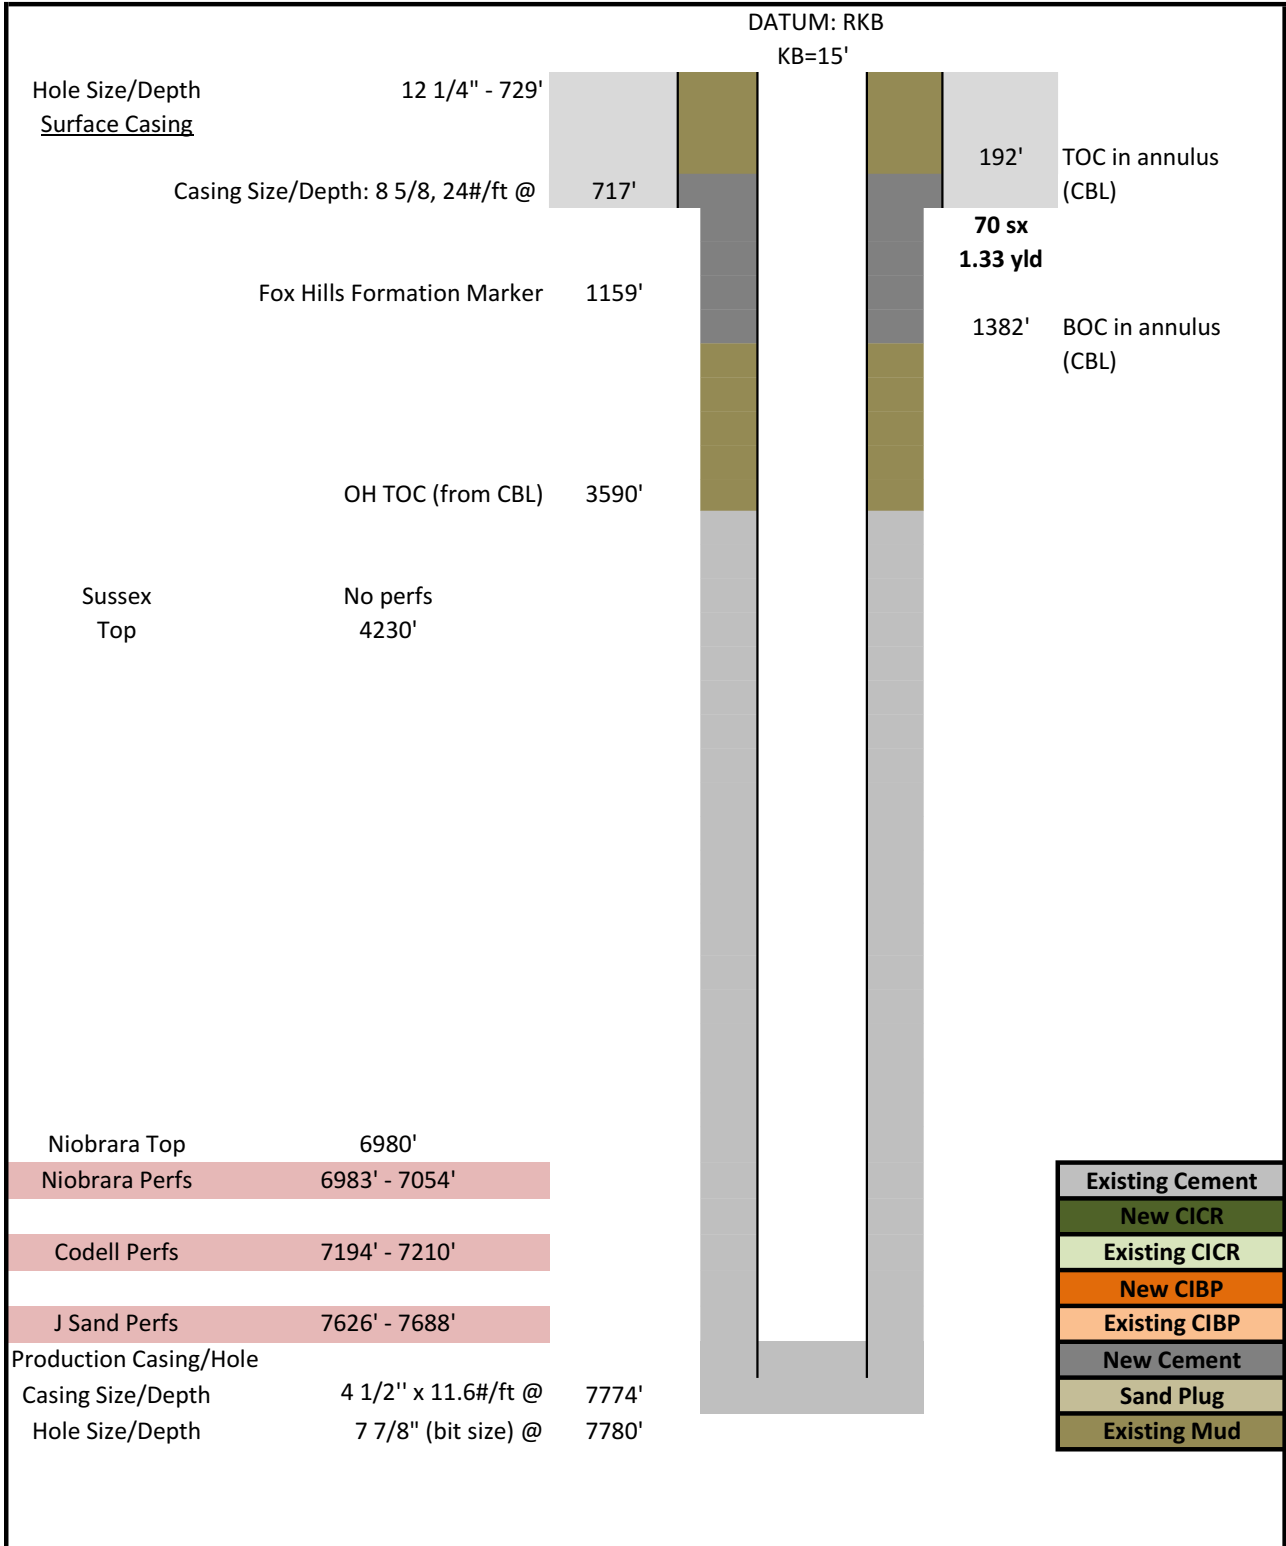 DATUM: RKB
KB=15'
Hole Size/Depth 12 1/4" - 729'
Surface Casing
192' TOC in annulus
Casing Size/Depth: 8 5/8, 24#/ft @ 717' (CBL)
70 sx
1.33 yld
Fox Hills Formation Marker 1159'
1382' BOC in annulus
(CBL)
OH TOC (from CBL) 3590'
Sussex No perfs
Top 4230'
Niobrara Top 6980'
Niobrara Perfs 6983' - 7054' Existing Cement
New CICR
Codell Perfs 7194' - 7210' Existing CICR
New CIBP
J Sand Perfs 7626' - 7688' Existing CIBP
Production Casing/Hole New Cement
Casing Size/Depth 4 1/2'' x 11.6#/ft @ 7774' Sand Plug
Hole Size/Depth 7 7/8" (bit size) @ 7780' Existing Mud